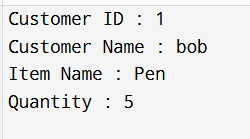 Customer ID : 1
Customer Name : bob
Item Name : Pen
Quantity : 5